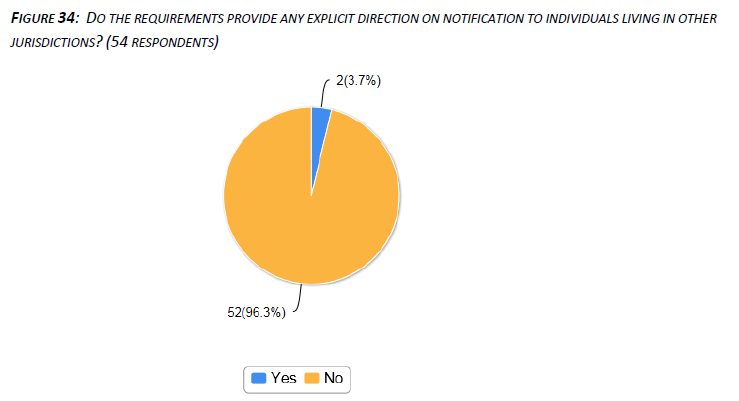 FIGURE 34: DO THE REQUIREMENTS PROVIDE ANY EXPLICIT DIRECTION ON NOTIFICATION TO INDIVIDUALS LIVING IN OTHER
JURISDICTIONS? (54 RESPONDENTS)
2(3.7%)
52(96.3%)
Yes No